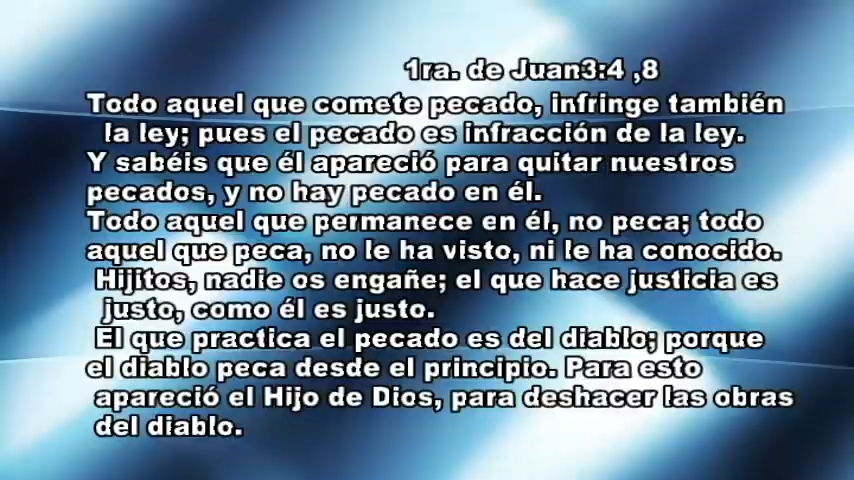 1ra. de Juan3:4 ,8
Todo aquel que comete pecado, infringe también
la ley; pues el pecado es infracción de la ley.
Y sabéis que él apareció para quitar nuestros
pecados, y no hay pecado en él.
Todo aquel que permanece en él, no peca; todo
aquel que peca, no le ha visto, ni le ha conocido.
Hijitos, nadie os engañe; el que hace justicia es
justo, como él es justo.
El que practica el pecado es del diablo; porque
el diablo peca desde el principio. Para esto
apareció el Hijo de Dios, para deshacer las obras
del diablo.